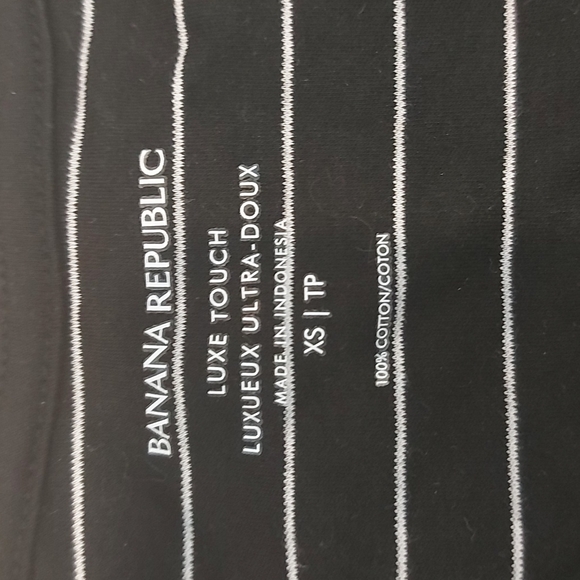 BANANA REPUBLIC
LUXE TOUCH
LUXUEUX ULTRA-DOUX
MADE IN INDONESIA
XS | TP
100% COTTON/COTON